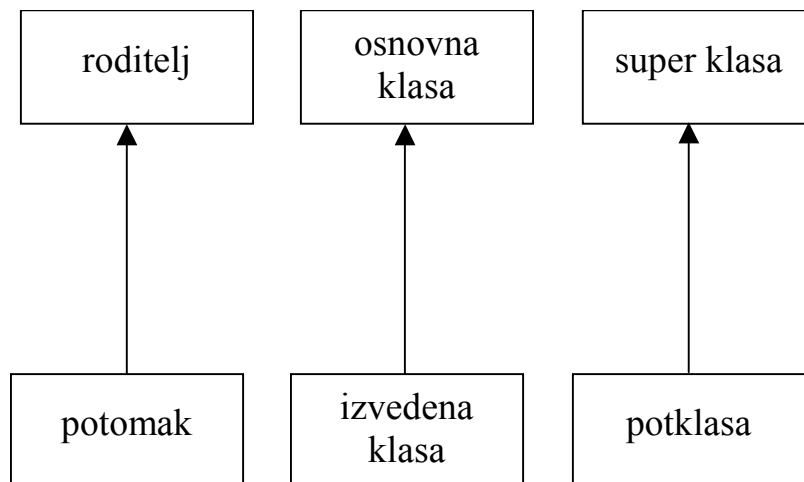 roditelj
osnovna
klasa
super klasa
potomak
izvedena
klasa
potklasa